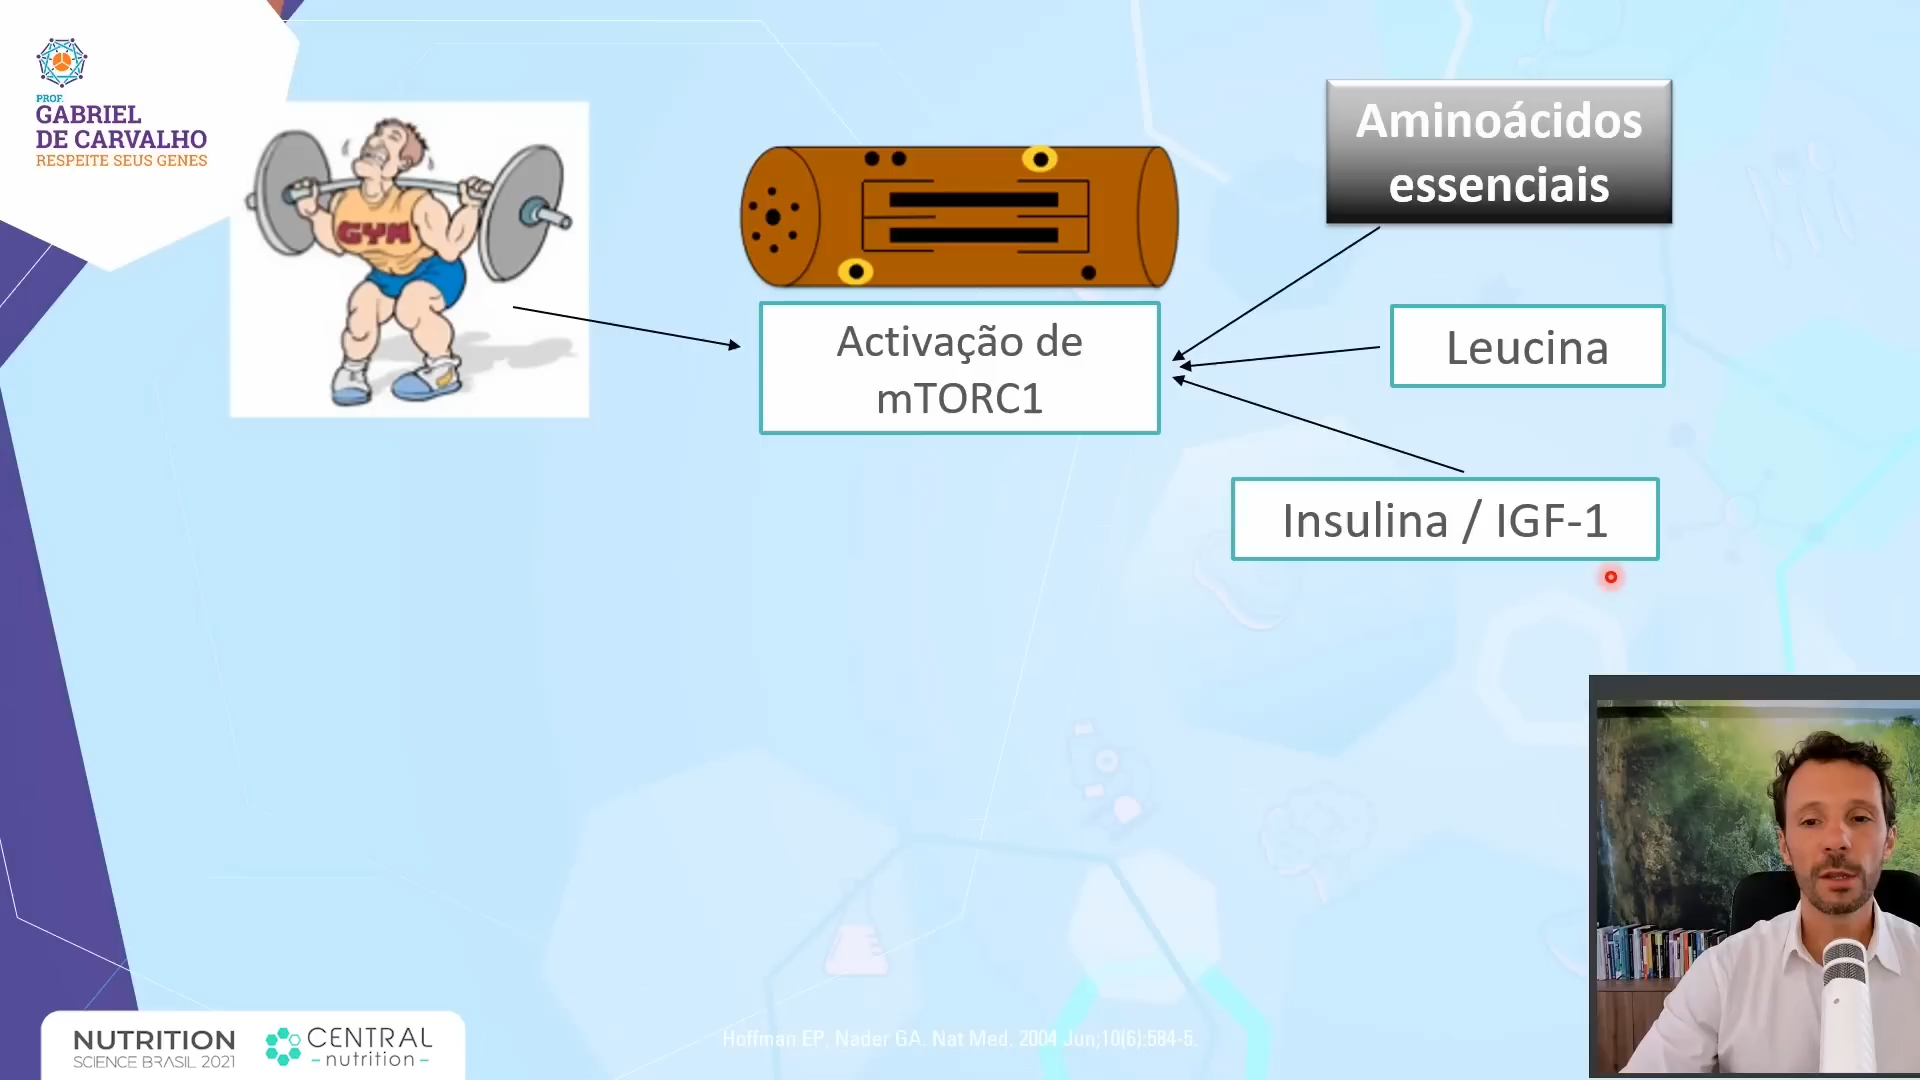 PROF.
GABRIEL
DE CARVALHO
RESPEITE SEUS GENES
GYM
Aminoácidos
essenciais
Activação de
mTORC1
Leucina
Insulina / IGF-1
NUTRITION
SCIENCE BRASIL 2021
CENTRAL
nutrition
Hoffman EP, Nader GA. Nat Med. 2004 Jun;10(6):584-5.